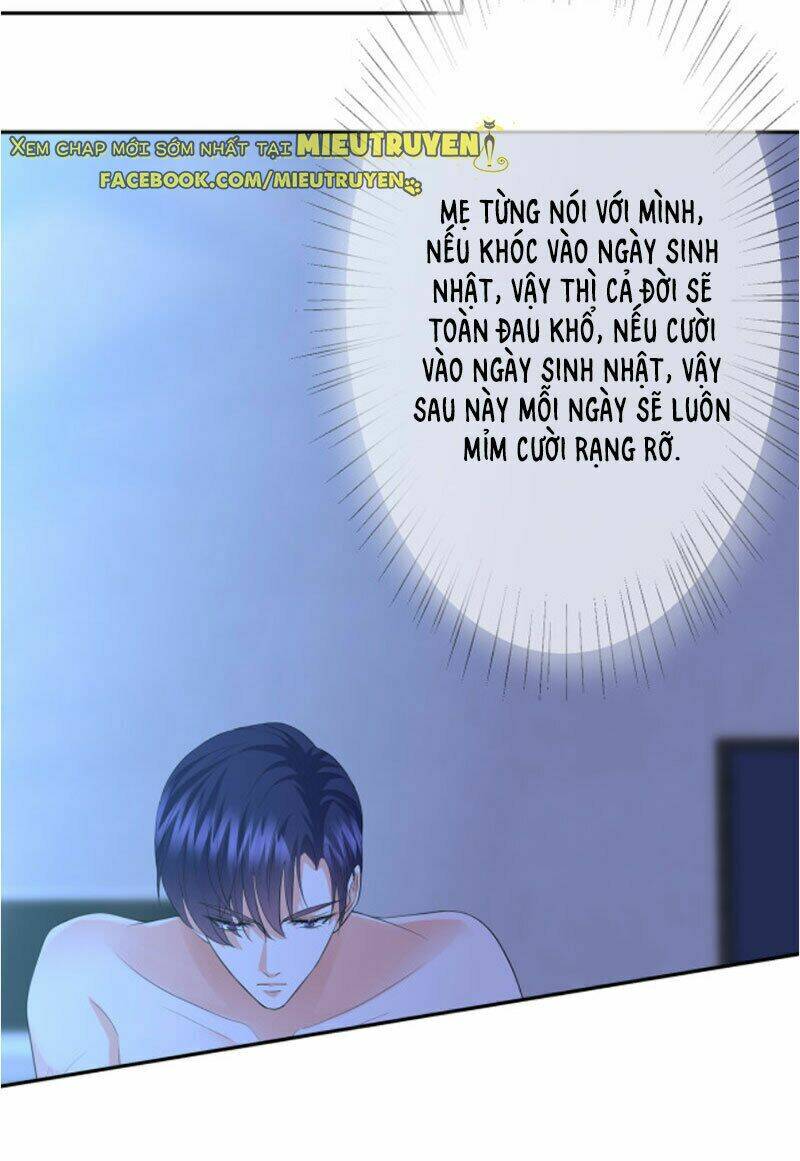 XEM CHAP MỚI SỚM NHẤT TẠI MIEUTRUYEN
FACEBOOK.COM/MIEUTRUYEN
MẸ TỪNG NÓI VỚI MÌNH,
NẾU KHÓC VÀO NGÀY SINH
NHẬT, VẬY THÌ CẢ ĐỜI SẼ
TOÀN ĐAU KHỔ, NẾU CƯỜI
VÀO NGÀY SINH NHẬT, VẬY
SAU NÀY MỖI NGÀY SẼ LUÔN
MỈM CƯỜI RẠNG RỠ.